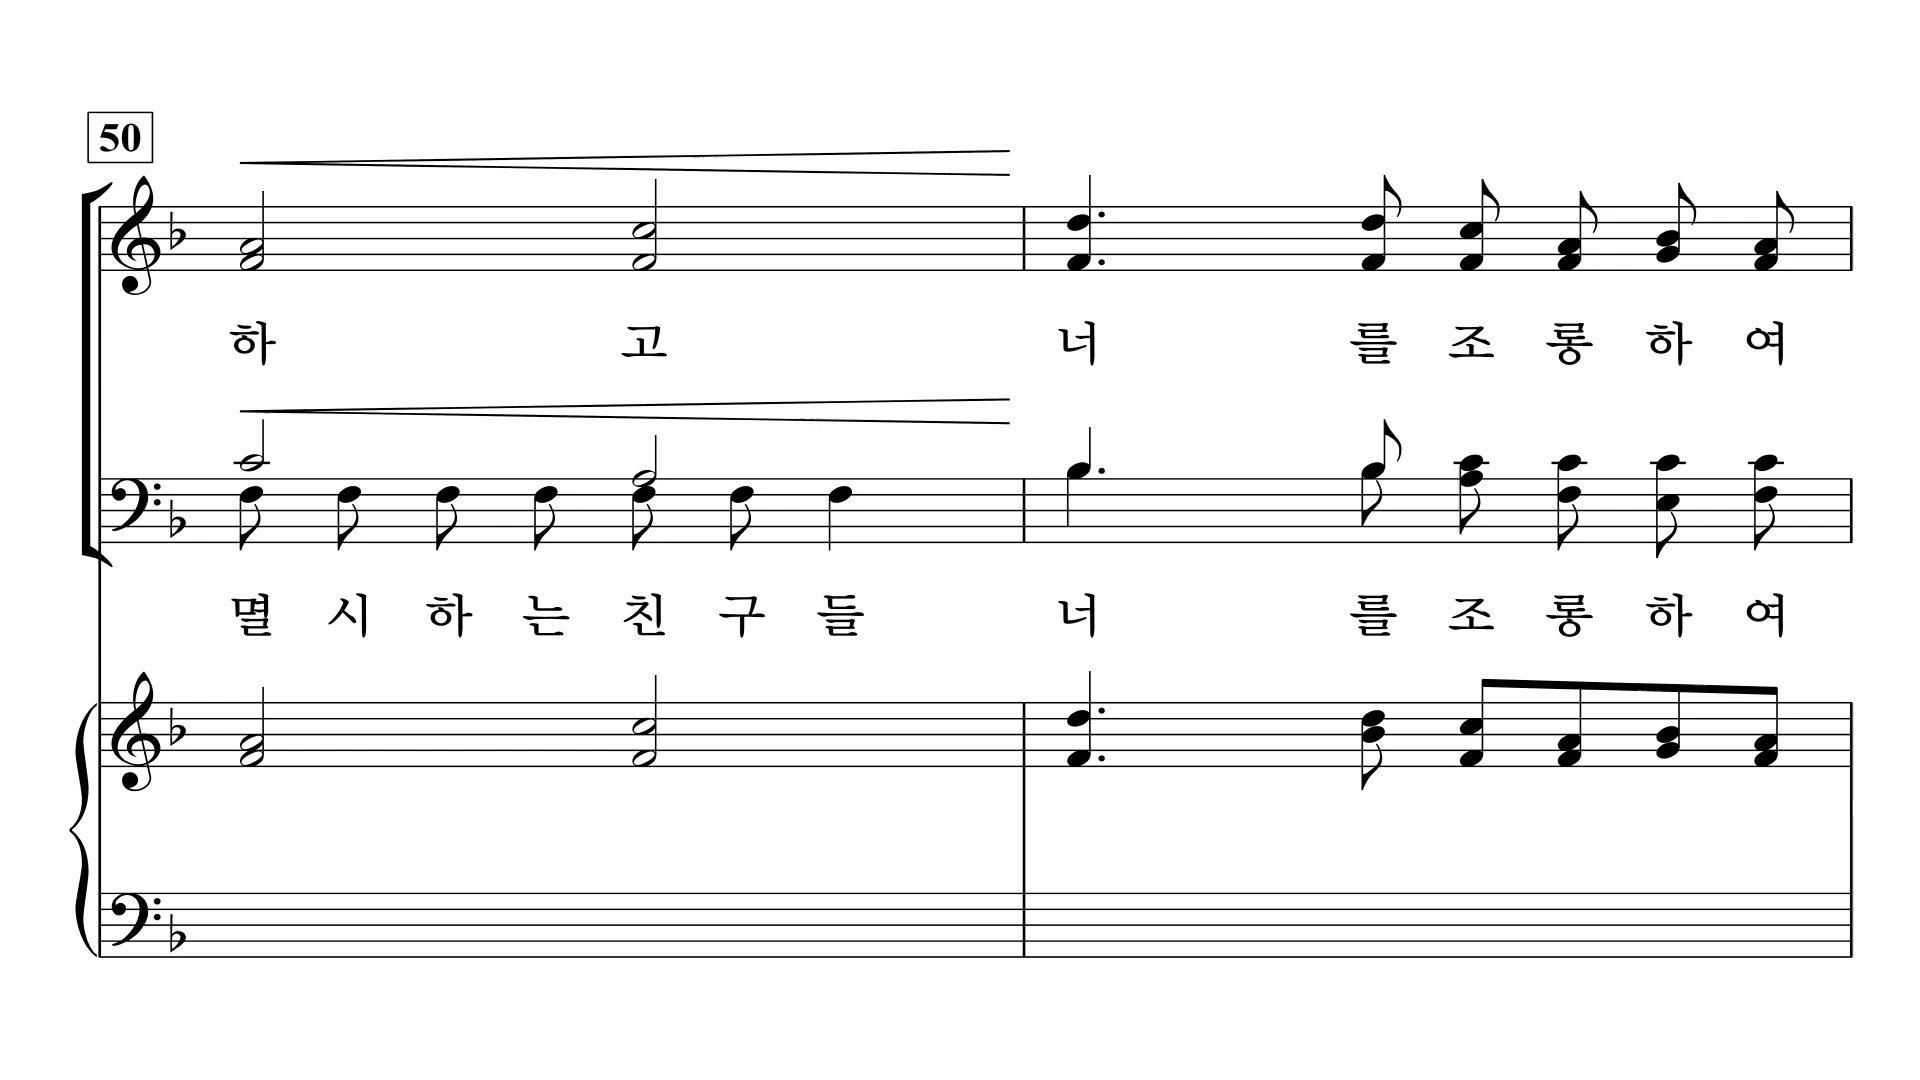 50
하 고 너 를 조 롱 하 여
멸 시 하 는 친 구 들 너 를 조 롱 하 여